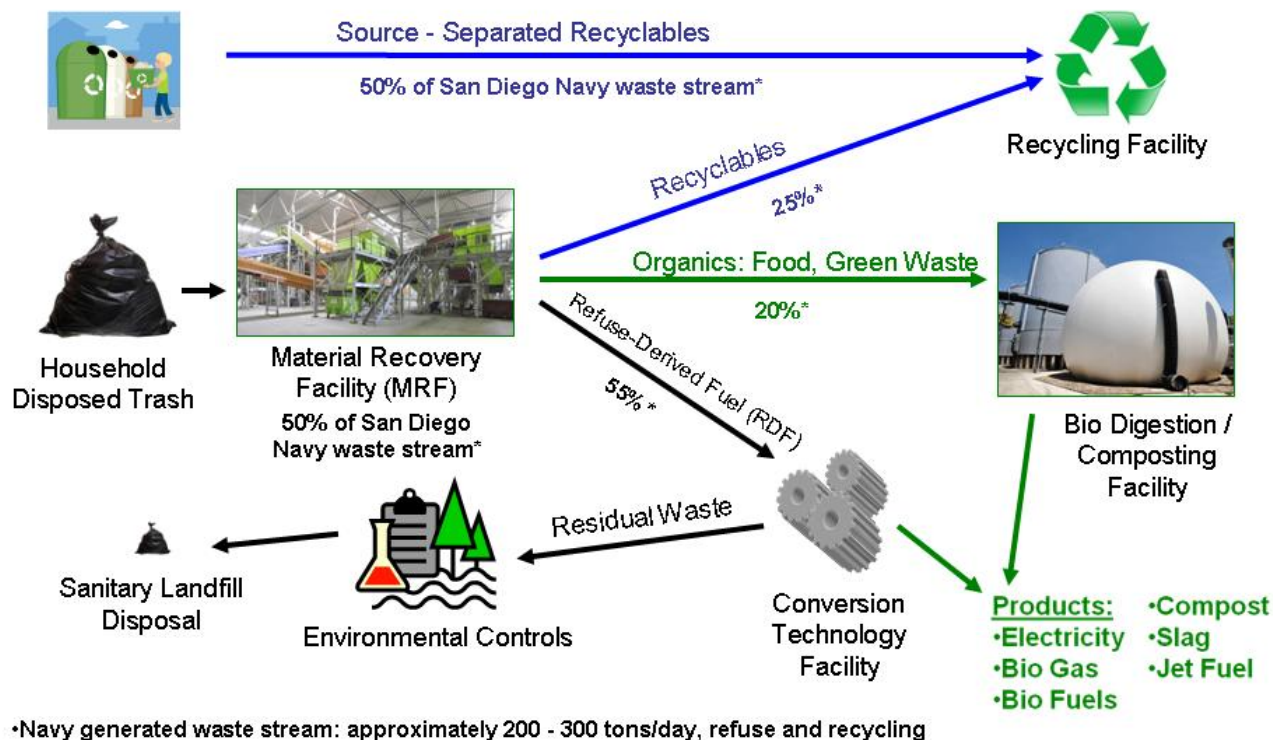 Source - Separated Recyclables
50% of San Diego Navy waste stream*
Recycling Facility
Recyclables
25%*
Organics: Food, Green Waste
20%*
Refuse-Derived Fuel (RDF)
55% *
Household
Disposed Trash
Material Recovery
Facility (MRF)
50% of San Diego
Navy waste stream*
Bio Digestion /
Composting
Facility
Residual Waste
Sanitary Landfill
Disposal
Environmental Controls
Conversion
Technology
Facility
Products:
•Electricity
•Bio Gas
•Bio Fuels
•Compost
•Slag
•Jet Fuel
•Navy generated waste stream: approximately 200 - 300 tons/day, refuse and recycling